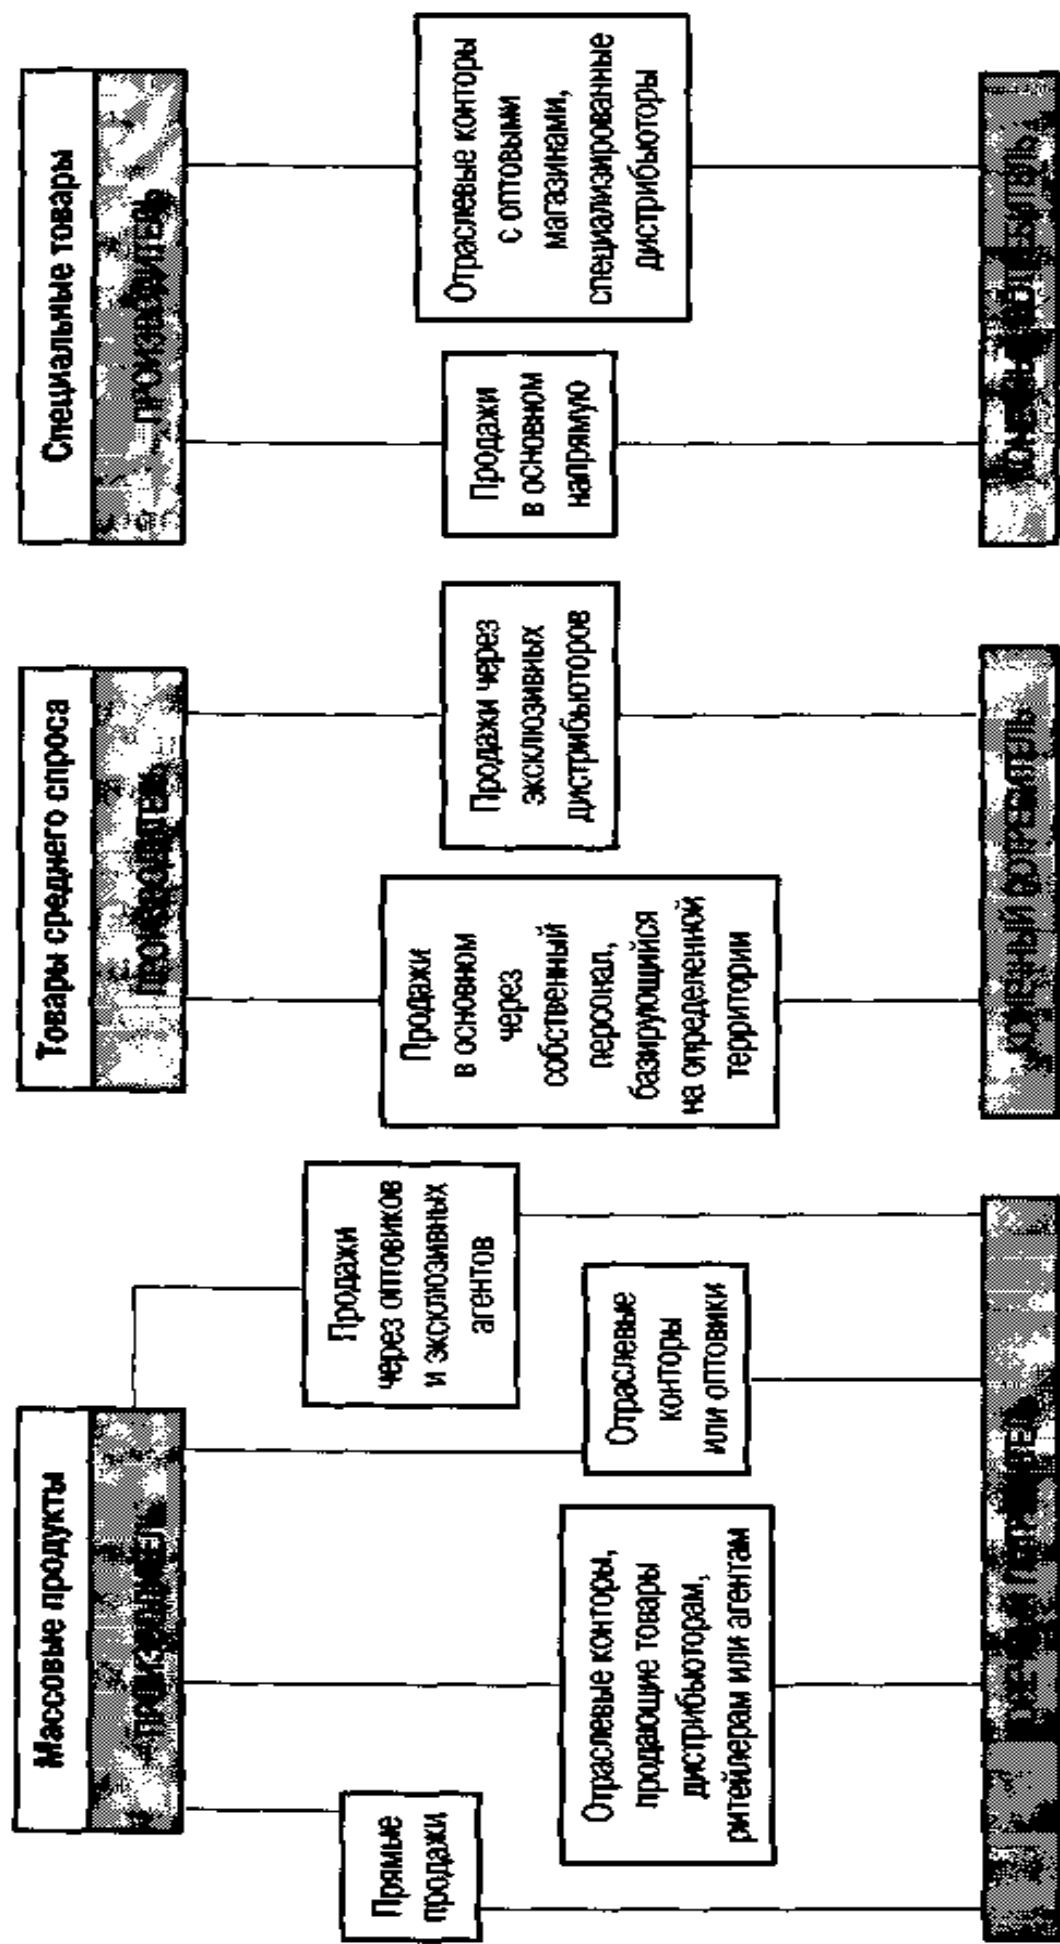 Массовые продукты
ПРОИЗВОДИТЕЛЬ
Прямые
продажи
Отраслевые конторы,
продающие товары
дистрибьюторам,
ритейлерам или агентам
Отраслевые
конторы
или оптовики
Продажи
через оптовиков
и эксклюзивных
агентов
Товары среднего спроса
ПРОИЗВОДИТЕЛЬ
Продажи
в основном
через
собственный
персонал,
базирующийся
на определенной
территории
Продажи через
эксклюзивных
дистрибьюторов
КОНЕЧНЫЙ ПОТРЕБИТЕЛЬ
Специальные товары
ПРОИЗВОДИТЕЛЬ
Продажи
в основном
напрямую
Отраслевые конторы
с оптовыми
магазинами,
специализированные
дистрибьюторы
КОНЕЧНЫЙ ПОТРЕБИТЕЛЬ